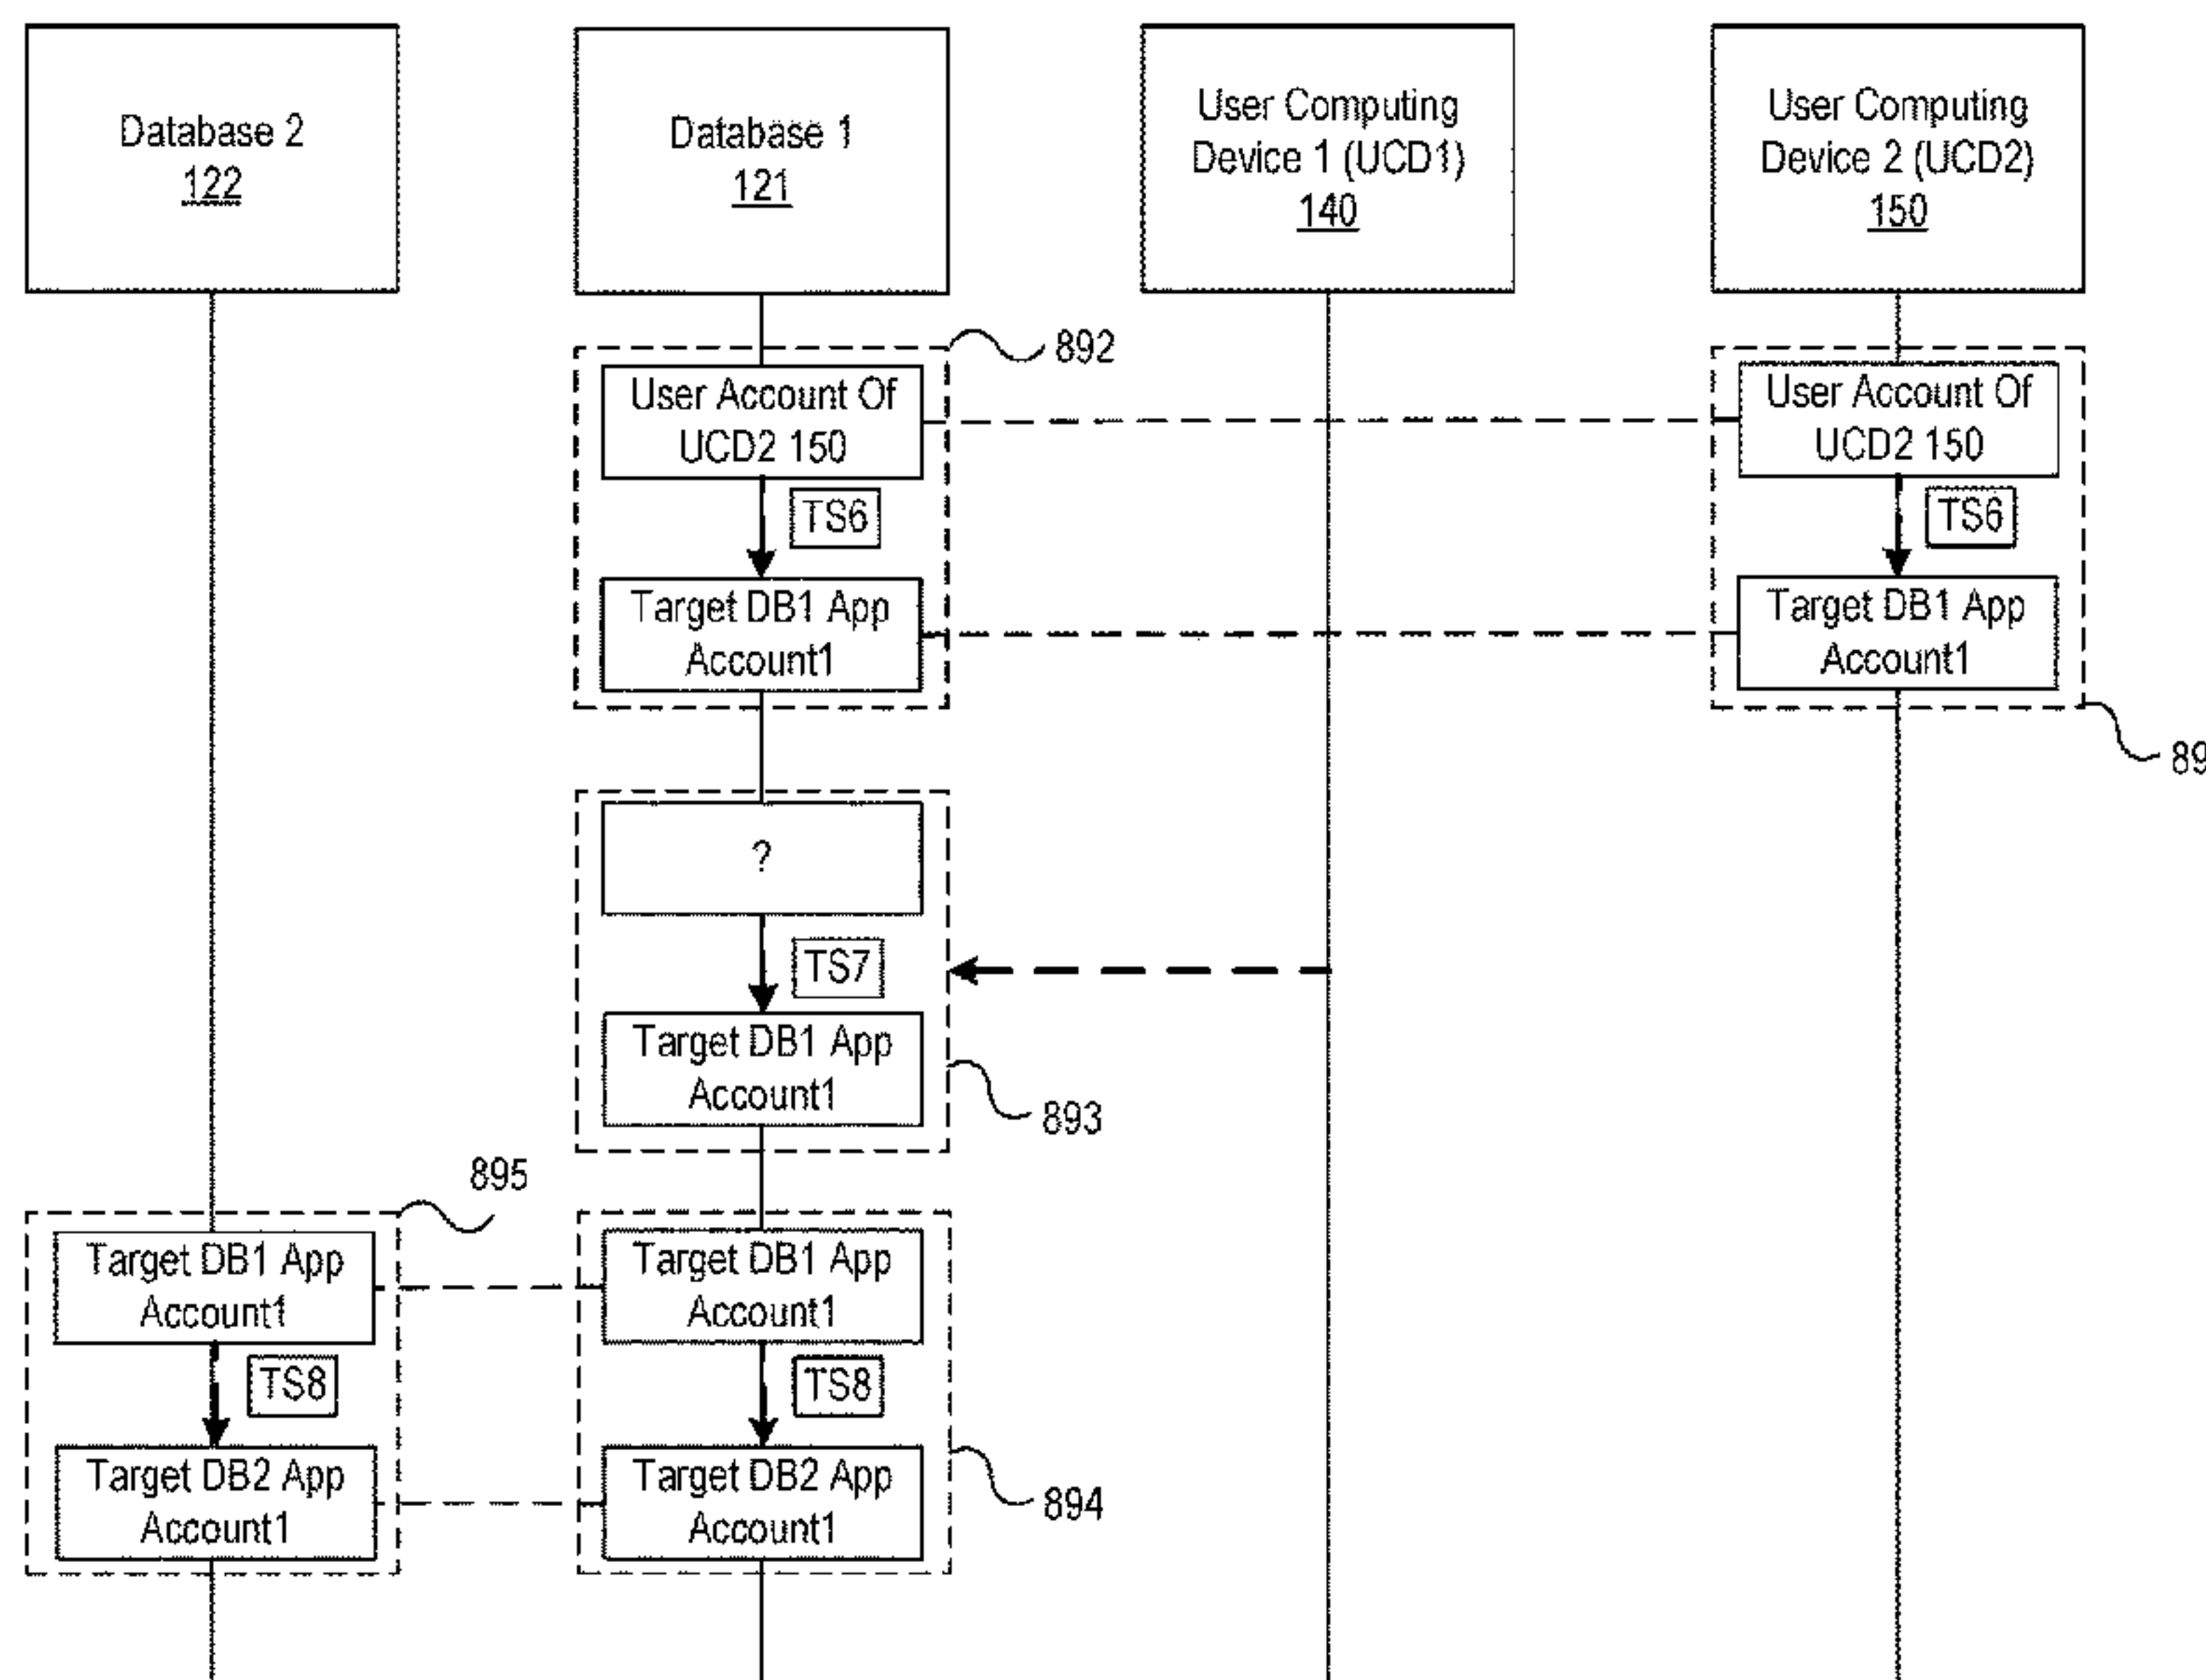 Database 2
122
Database 1
121
User Computing
Device 1 (UCD1)
140
User Computing
Device 2 (UCD2)
150
892
User Account Of
UCD2 150
TS6
Target DB1 App
Account1
User Account Of
UCD2 150
TS6
Target DB1 App
Account1
89
?
TS7
Target DB1 App
Account1
893
895
Target DB1 App
Account1
TS8
Target DB2 App
Account1
Target DB1 App
Account1
TS8
Target DB2 App
Account1
894